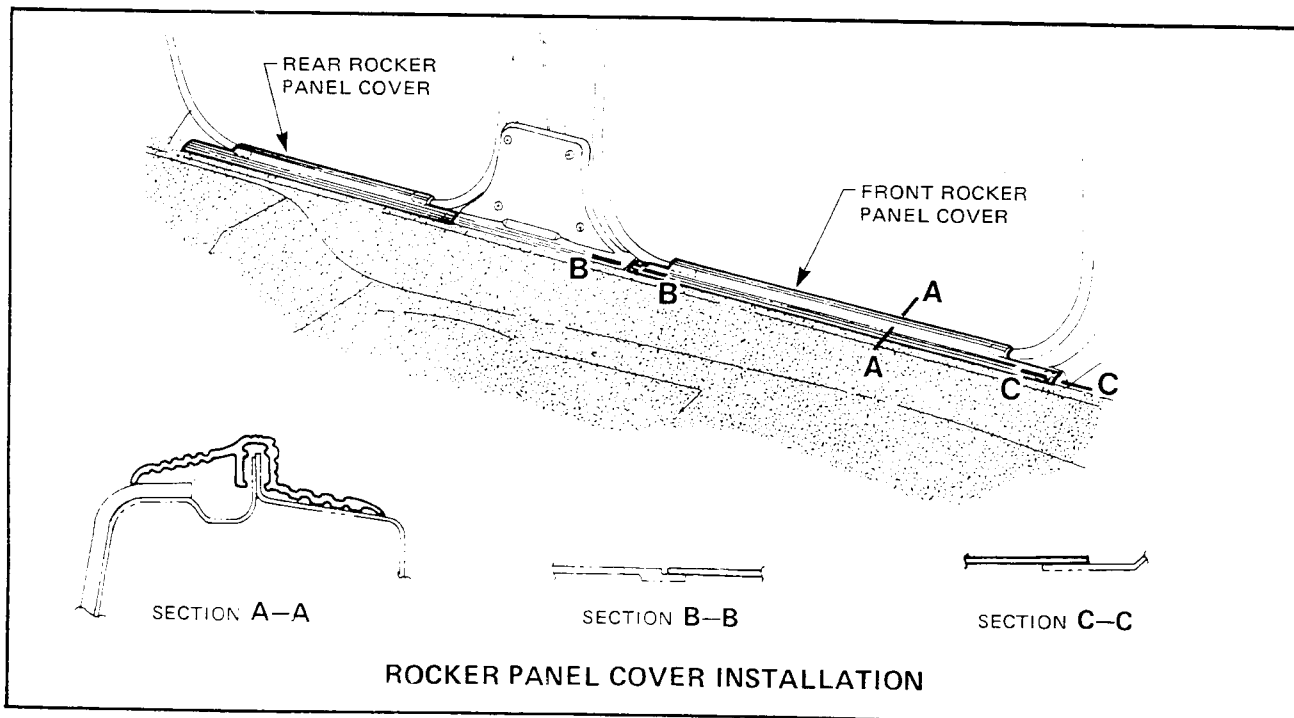 REAR ROCKER
PANEL COVER
FRONT ROCKER
PANEL COVER
B
B
A
A
C
C
SECTION A—A
SECTION B—B
SECTION C—C
ROCKER PANEL COVER INSTALLATION